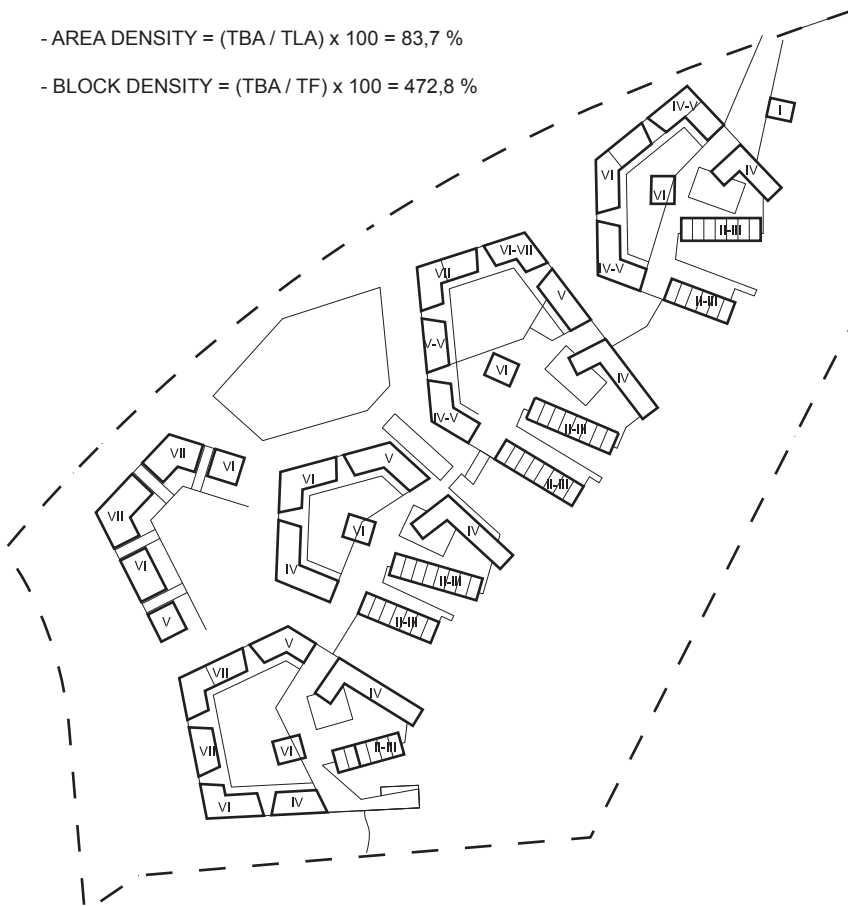 - AREA DENSITY = (TBA / TLA) x 100 = 83,7 %
- BLOCK DENSITY = (TBA / TF) x 100 = 472,8 %
IV-V
I
VI
IV
VI
II-III
VI-VII
IV-V
VII
V
II-III
V-V
VI
IV
IV-V
II-III
VII
V
VI
VI
II-III
VII
VI
IV
VI
IV
II-III
V
II-III
V
VII
IV
VII
VI
II-III
VI
IV